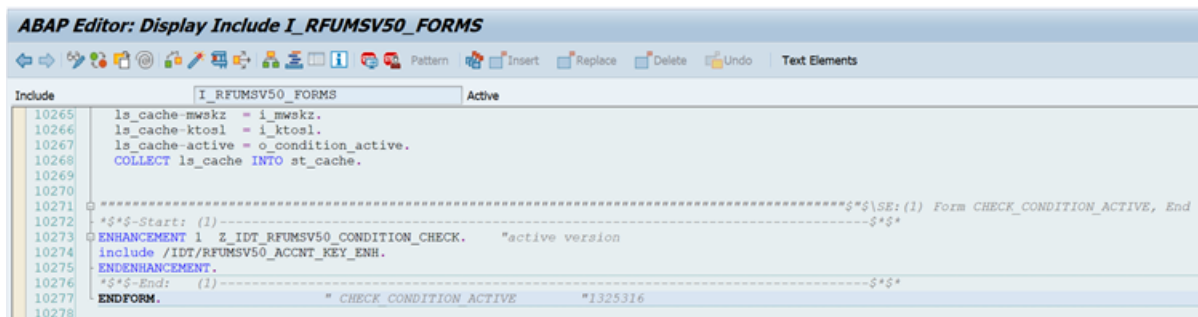 ABAP Editor: Display Include I_RFUMSV50_FORMS
Pattern Insert Replace Delete Undo Text Elements
Include I_RFUMSV50_FORMS Active
10265 ls_cache-mwskz = i_mwskz.
10266 ls_cache-ktosl = i_ktosl.
10267 ls_cache-active = o_condition_active.
10268 COLLECT ls_cache INTO st_cache.
10269
10270
10271 """"""""""""""""""""""""""""""""""""""""""""""""""""""""""""""""""""""""""""""""""""""""""$"$\SE:(1) Form CHECK_CONDITION_ACTIVE, End
10272 *$*$-Start: (1)---------------------------------------------------------------------------------$*$*
10273 ENHANCEMENT 1 Z_IDT_RFUMSV50_CONDITION_CHECK. "active version
10274 include /IDT/RFUMSV50_ACCNT_KEY_ENH.
10275 ENDENHANCEMENT.
10276 *$*$-End: (1)---------------------------------------------------------------------------------$*$*
10277 ENDFORM. " CHECK_CONDITION_ACTIVE "1325316
10278